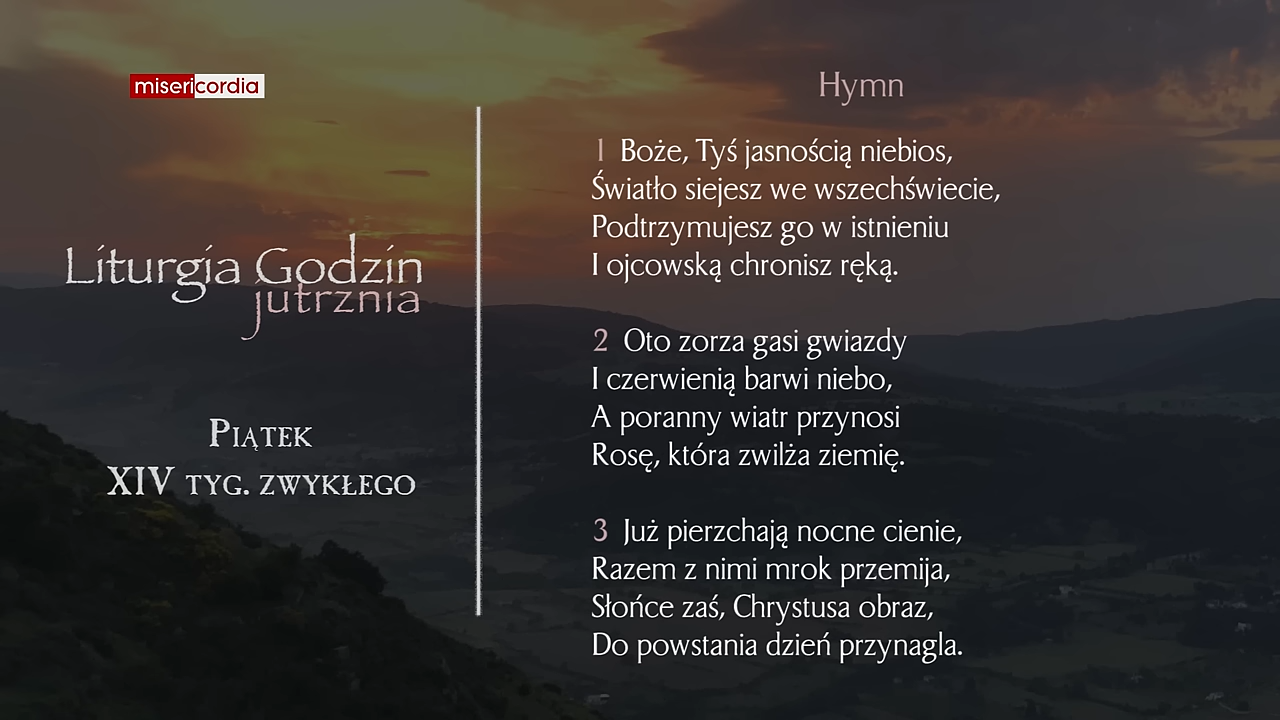 misericordia
Liturgia Godzin
jutrznia
Piątek
XIV tyg. zwykłego
Hymn
1 Boże, Tyś jasnością niebios,
Światło siejesz we wszechświecie,
Podtrzymujesz go w istnieniu
I ojcowską chronisz ręką.
2 Oto zorza gasi gwiazdy
I czerwienią barwi niebo,
A poranny wiatr przynosi
Rosę, która zwilża ziemię.
3 Już pierzchają nocne cienie,
Razem z nimi mrok przemija,
Słońce zaś, Chrystusa obraz,
Do powstania dzień przynagla.